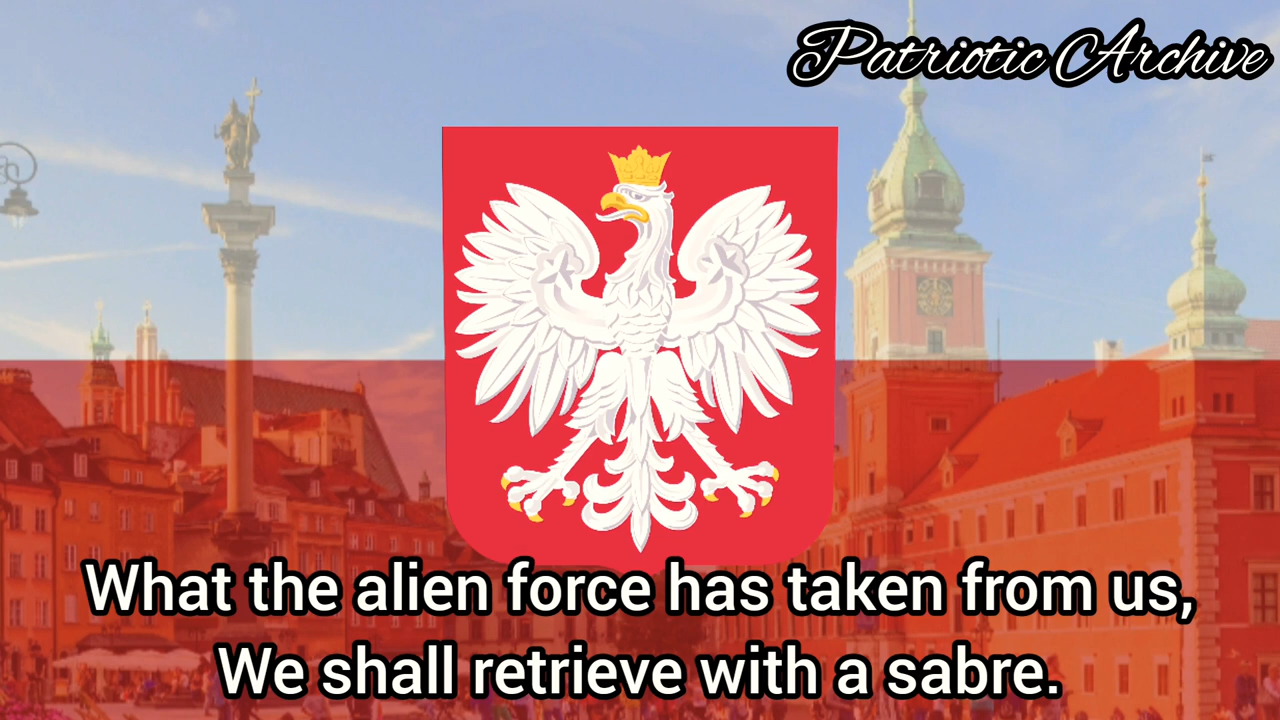 Patriotic Archive
What the alien force has taken from us,
We shall retrieve with a sabre.